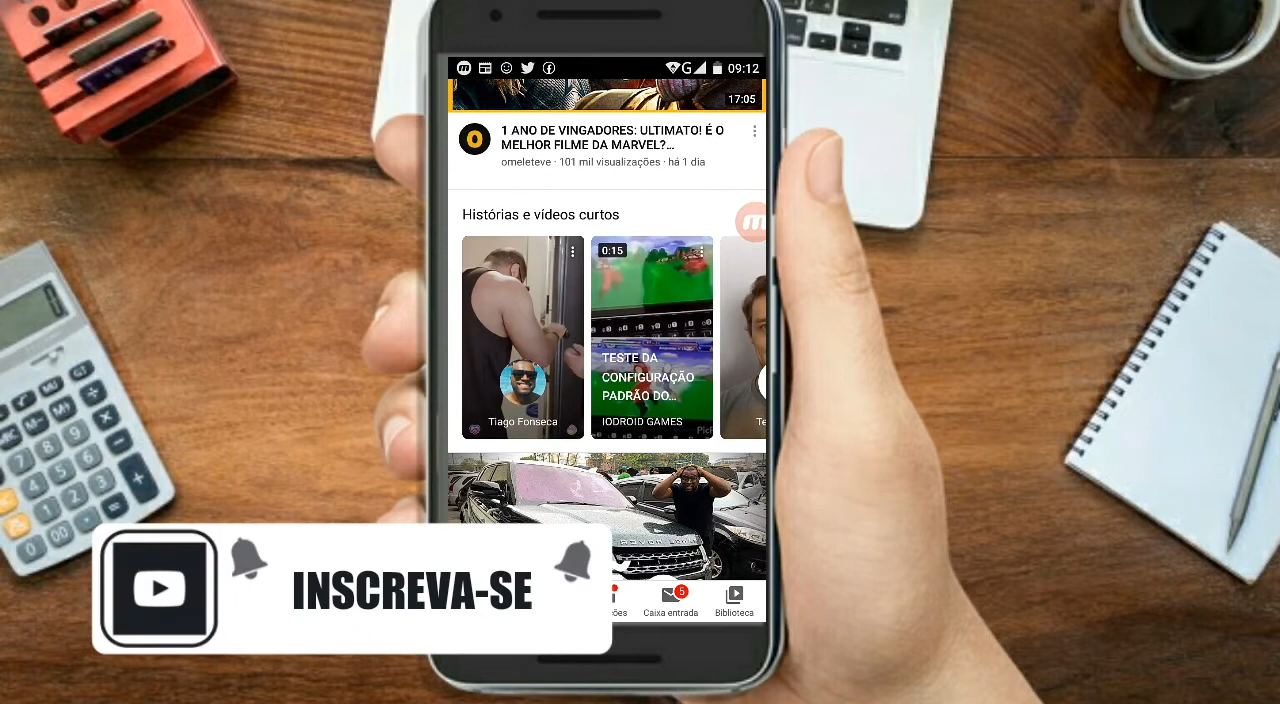 09:12
17:05
1 ANO DE VINGADORES: ULTIMATO! É O
MELHOR FILME DA MARVEL?...
omeleteve · 101 mil visualizações · há 1 dia
Histórias e vídeos curtos
0:15
TESTE DA
CONFIGURAÇÃO
PADRÃO DO...
Tiago Fonseca
IODROID GAMES
INSCREVA-SE
5
Caixa entrada
Biblioteca